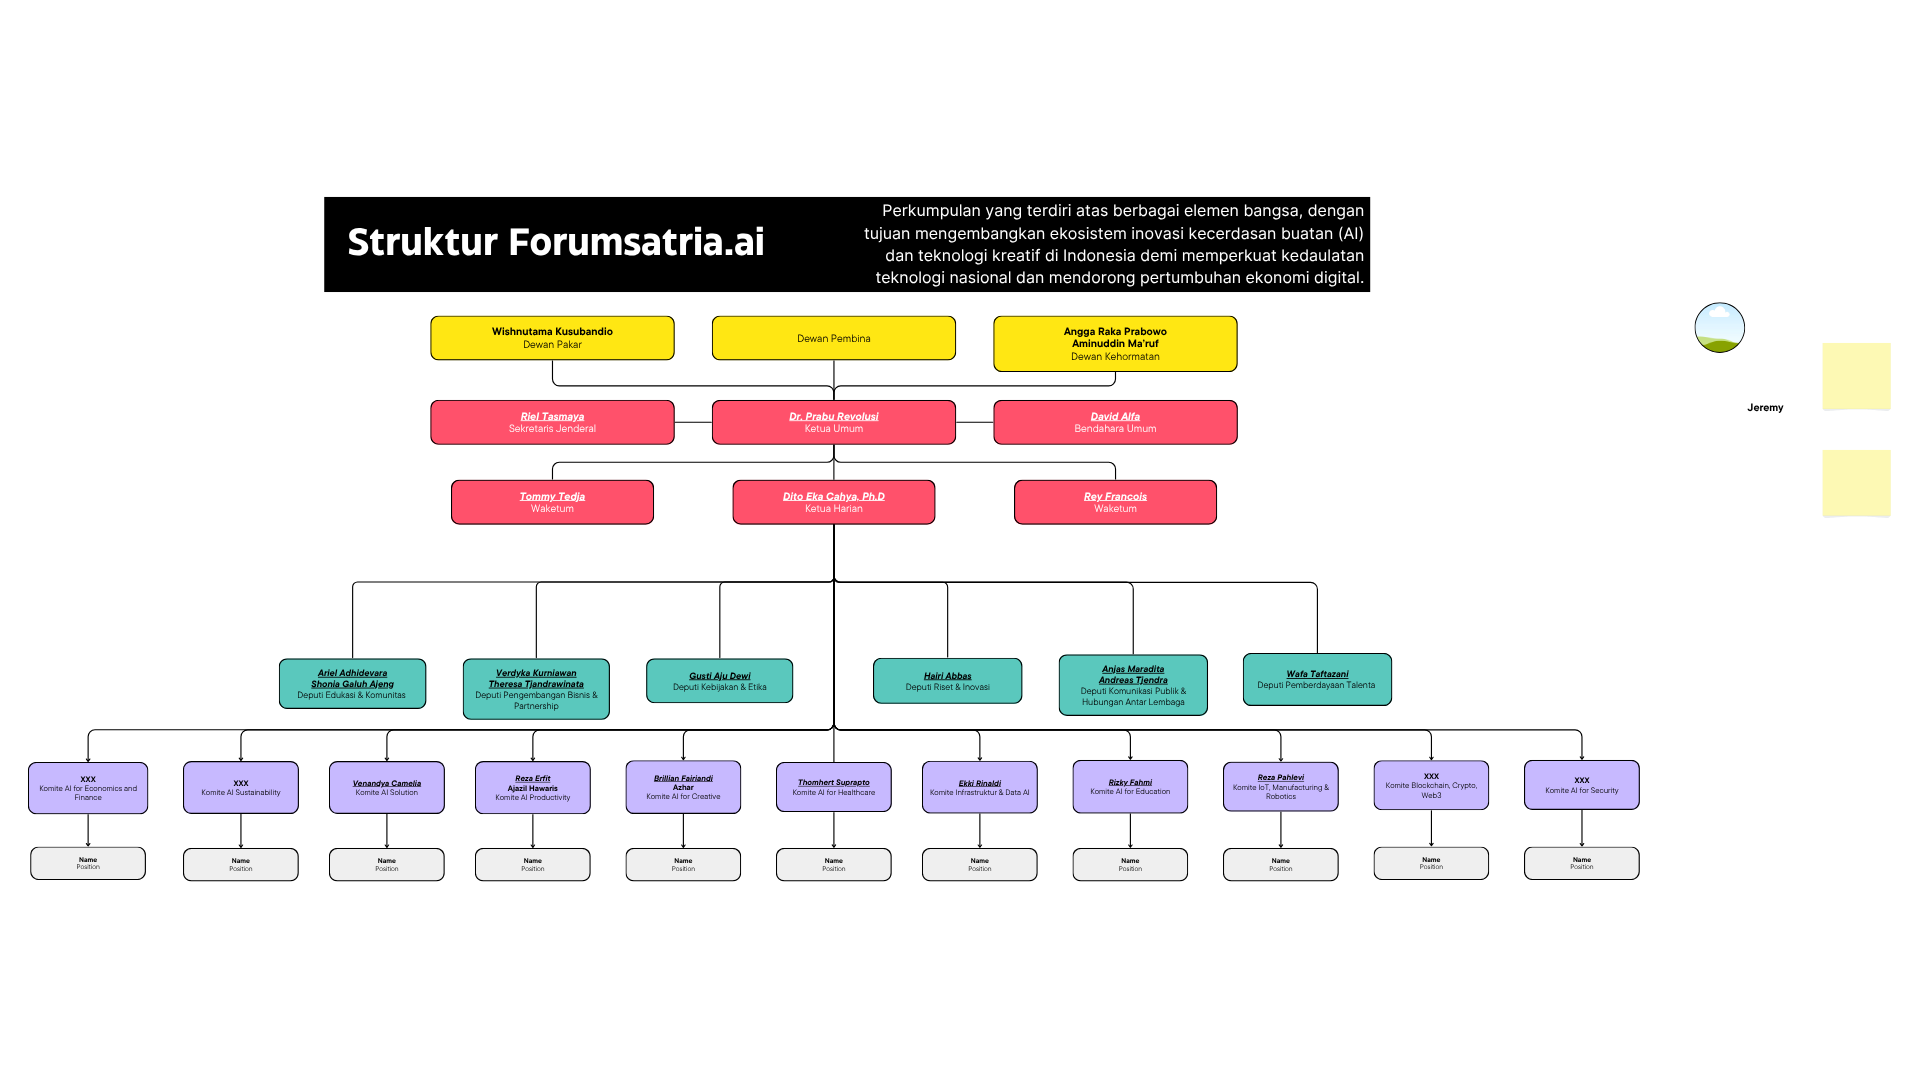 Struktur Forumsatria.ai
Perkumpulan yang terdiri atas berbagai elemen bangsa, dengan
tujuan mengembangkan ekosistem inovasi kecerdasan buatan (AI)
dan teknologi kreatif di Indonesia demi memperkuat kedaulatan
teknologi nasional dan mendorong pertumbuhan ekonomi digital.
Wishnutama Kusubandio
Dewan Pakar
Dewan Pembina
Angga Raka Prabowo
Aminuddin Ma'ruf
Dewan Kehormatan
Riel Tasmaya
Sekretaris Jenderal
Dr. Prabu Revolusi
Ketua Umum
David Alfa
Bendahara Umum
Jeremy
Tommy Tedja
Waketum
Dito Eka Cahya, Ph.D
Ketua Harian
Rey Francois
Waketum
Ariel Adhidevara
Shonia Galuh Ajeng
Deputi Edukasi & Komunitas
Verdyka Kurniawan
Theresa Tjandrawinata
Deputi Pengembangan Bisnis &
Partnership
Gusti Aju Dewi
Deputi Kebijakan & Etika
Hairi Abbas
Deputi Riset & Inovasi
Anjas Maradita
Andreas Tjendra
Deputi Komunikasi Publik &
Hubungan Antar Lembaga
Wafa Taftazani
Deputi Pemberdayaan Talenta
XXX
Komite AI for Economics and
Finance
XXX
Komite AI Sustainability
Venandya Camelia
Komite AI Solution
Reza Erfit
Ajazil Hawaris
Komite AI Productivity
Brillian Fairiandi
Azhar
Komite AI for Creative
Thomhert Suprapto
Komite AI for Healthcare
Ekki Rinaldi
Komite Infrastruktur & Data AI
Rizky Fahmi
Komite AI for Education
Reza Pahlevi
Komite IoT, Manufacturing &
Robotics
XXX
Komite Blockchain, Crypto,
Web3
XXX
Komite AI for Security
Name
Position
Name
Position
Name
Position
Name
Position
Name
Position
Name
Position
Name
Position
Name
Position
Name
Position
Name
Position
Name
Position